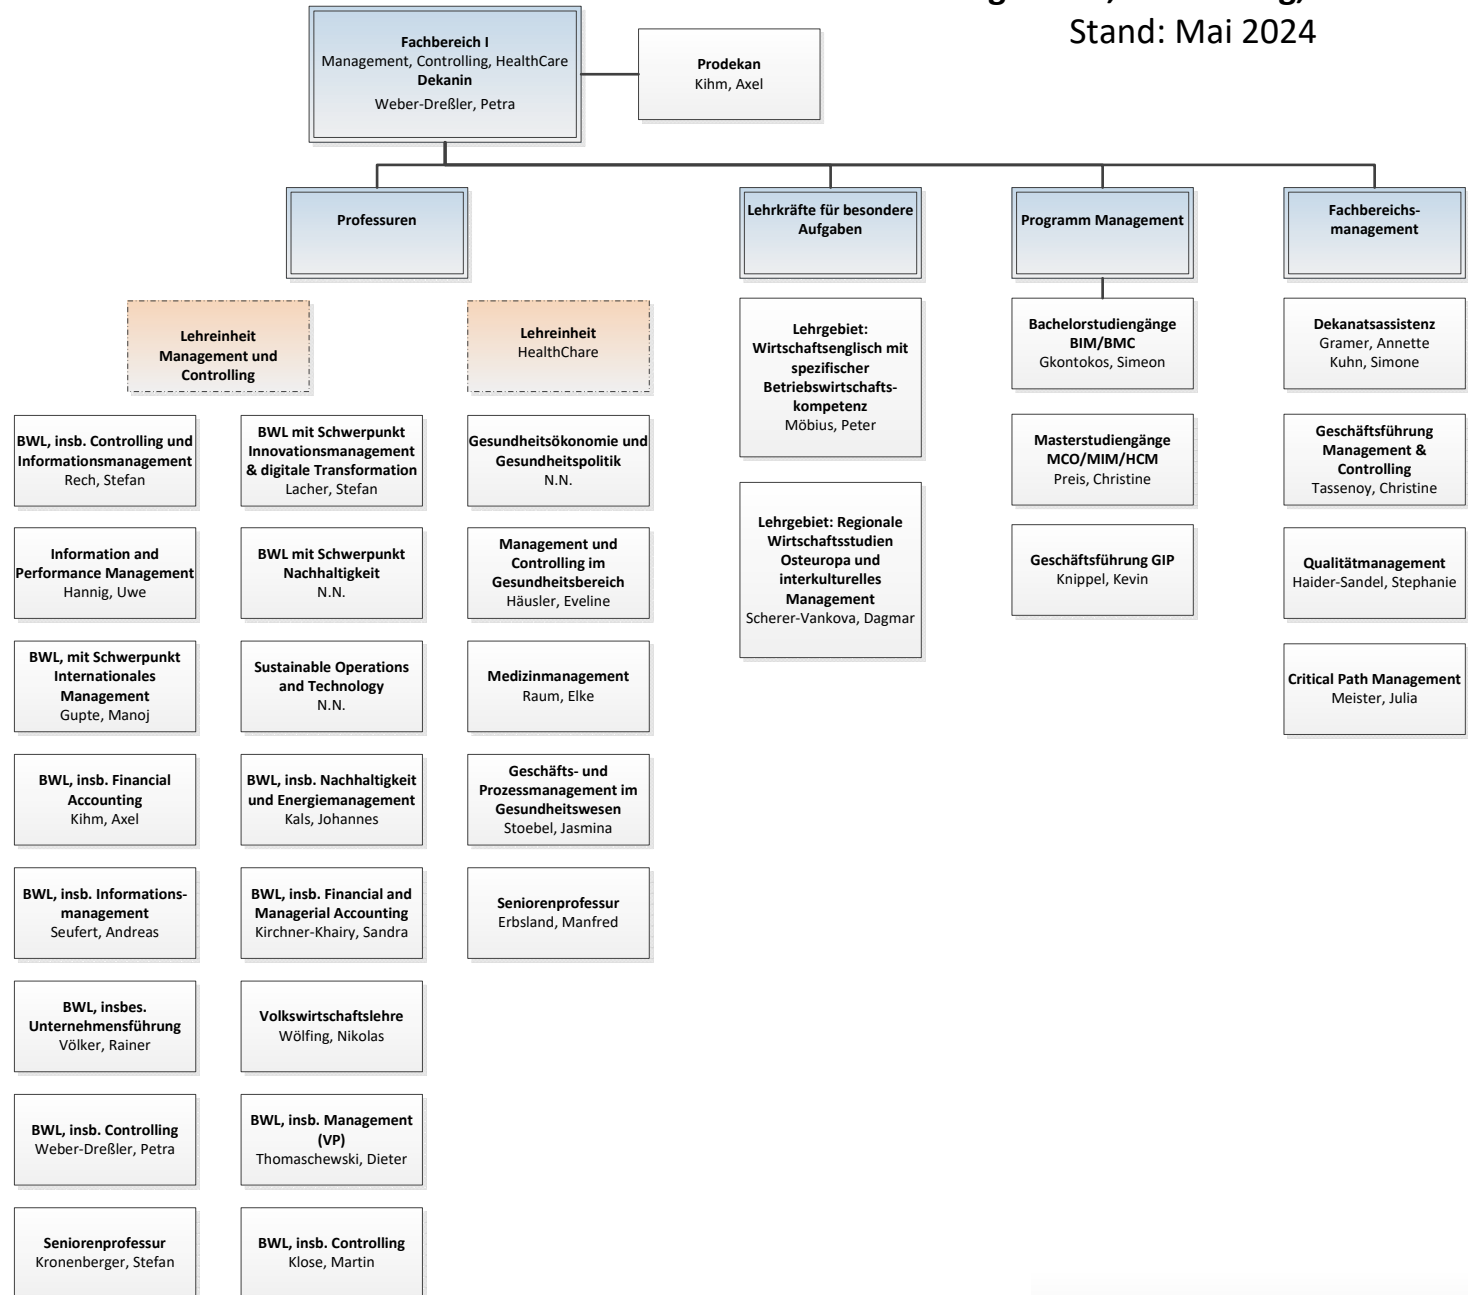 Stand: Mai 2024
Fachbereich I
Management, Controlling, HealthCare
Dekanin
Weber-Dreßler, Petra
Prodekan
Kihm, Axel
Professuren
Lehrkräfte für besondere
Aufgaben
Programm Management
Fachbereichs-
management
Lehreinheit
Management und
Controlling
Lehreinheit
HealthChare
BWL, insb. Controlling und
Informationsmanagement
Rech, Stefan
Information and
Performance Management
Hannig, Uwe
BWL, mit Schwerpunkt
Internationales
Management
Gupte, Manoj
BWL, insb. Financial
Accounting
Kihm, Axel
BWL, insb. Informations-
management
Seufert, Andreas
BWL, insbes.
Unternehmensführung
Völker, Rainer
BWL, insb. Controlling
Weber-Dreßler, Petra
Seniorenprofessur
Kronenberger, Stefan
BWL mit Schwerpunkt
Innovationsmanagement
& digitale Transformation
Lacher, Stefan
BWL mit Schwerpunkt
Nachhaltigkeit
N.N.
Sustainable Operations
and Technology
N.N.
BWL, insb. Nachhaltigkeit
und Energiemanagement
Kals, Johannes
BWL, insb. Financial and
Managerial Accounting
Kirchner-Khairy, Sandra
Volkswirtschaftslehre
Wölfing, Nikolas
BWL, insb. Management
(VP)
Thomaschewski, Dieter
BWL, insb. Controlling
Klose, Martin
Gesundheitsökonomie und
Gesundheitspolitik
N.N.
Management und
Controlling im
Gesundheitsbereich
Häusler, Eveline
Medizinmanagement
Raum, Elke
Geschäfts- und
Prozessmanagement im
Gesundheitswesen
Stoebel, Jasmina
Seniorenprofessur
Erbsland, Manfred
Lehrgebiet:
Wirtschaftsenglisch mit
spezifischer
Betriebswirtschafts-
kompetenz
Möbius, Peter
Lehrgebiet: Regionale
Wirtschaftsstudien
Osteuropa und
interkulturelles
Management
Scherer-Vankova, Dagmar
Bachelorstudiengänge
BIM/BMC
Gkontokos, Simeon
Masterstudiengänge
MCO/MIM/HCM
Preis, Christine
Geschäftsführung GIP
Knippel, Kevin
Dekanatsassistenz
Gramer, Annette
Kuhn, Simone
Geschäftsführung
Management &
Controlling
Tassenoy, Christine
Qualitätmanagement
Haider-Sandel, Stephanie
Critical Path Management
Meister, Julia